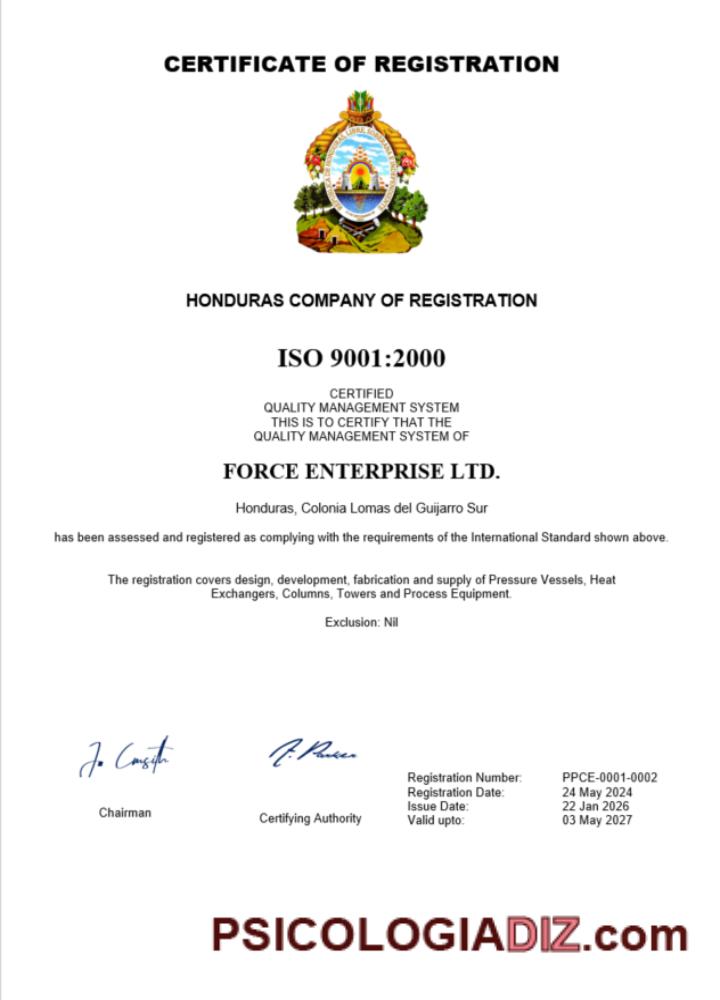 CERTIFICATE OF REGISTRATION
HONDURAS COMPANY OF REGISTRATION
ISO 9001:2000
CERTIFIED
QUALITY MANAGEMENT SYSTEM
THIS IS TO CERTIFY THAT THE
QUALITY MANAGEMENT SYSTEM OF
FORCE ENTERPRISE LTD.
Honduras, Colonia Lomas del Guijarro Sur
has been assessed and registered as complying with the requirements of the International Standard shown above.
The registration covers design, development, fabrication and supply of Pressure Vessels, Heat
Exchangers, Columns, Towers and Process Equipment.
Exclusion: Nil
Chairman
Certifying Authority
Registration Number: PPCE-0001-0002
Registration Date: 24 May 2024
Issue Date: 22 Jan 2026
Valid upto: 03 May 2027
PSICOLOGIADIZ.com